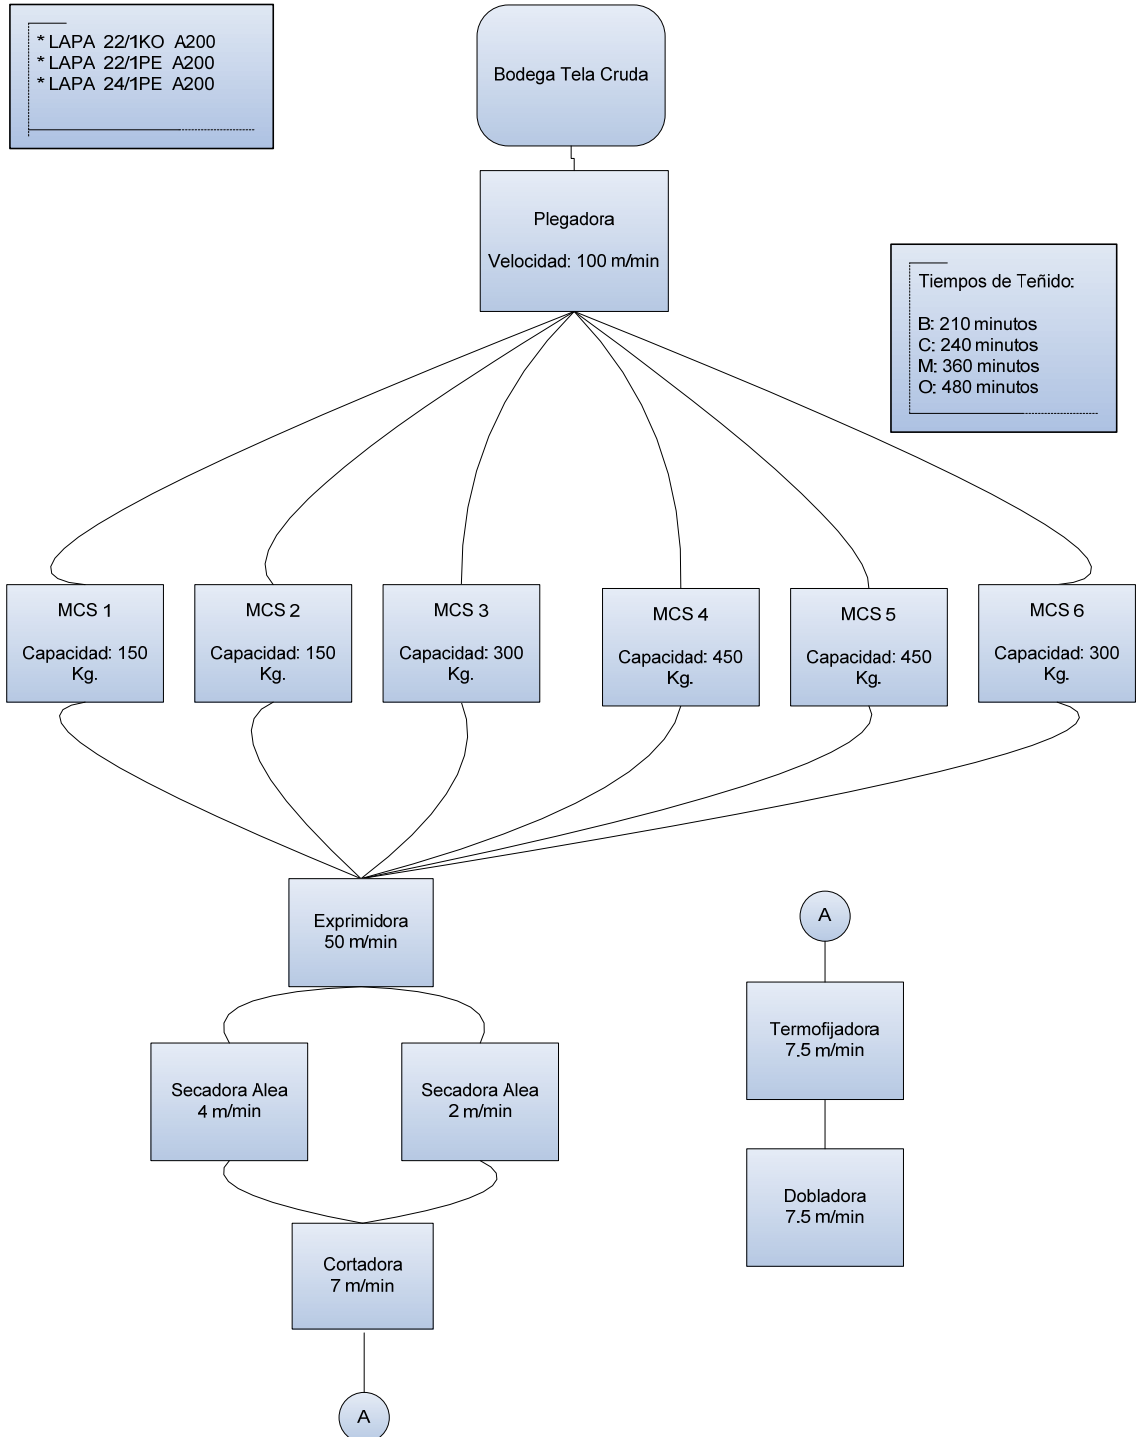 * LAPA 22/1KO A200
* LAPA 22/1PE A200
* LAPA 24/1PE A200
Bodega Tela Cruda
Plegadora
Velocidad: 100 m/min
Tiempos de Teñido:
B: 210 minutos
C: 240 minutos
M: 360 minutos
O: 480 minutos
MCS 1
Capacidad: 150
Kg.
MCS 2
Capacidad: 150
Kg.
MCS 3
Capacidad: 300
Kg.
MCS 4
Capacidad: 450
Kg.
MCS 5
Capacidad: 450
Kg.
MCS 6
Capacidad: 300
Kg.
Exprimidora
50 m/min
Secadora Alea
4 m/min
Secadora Alea
2 m/min
Cortadora
7 m/min
A
A
Termofijadora
7.5 m/min
Dobladora
7.5 m/min